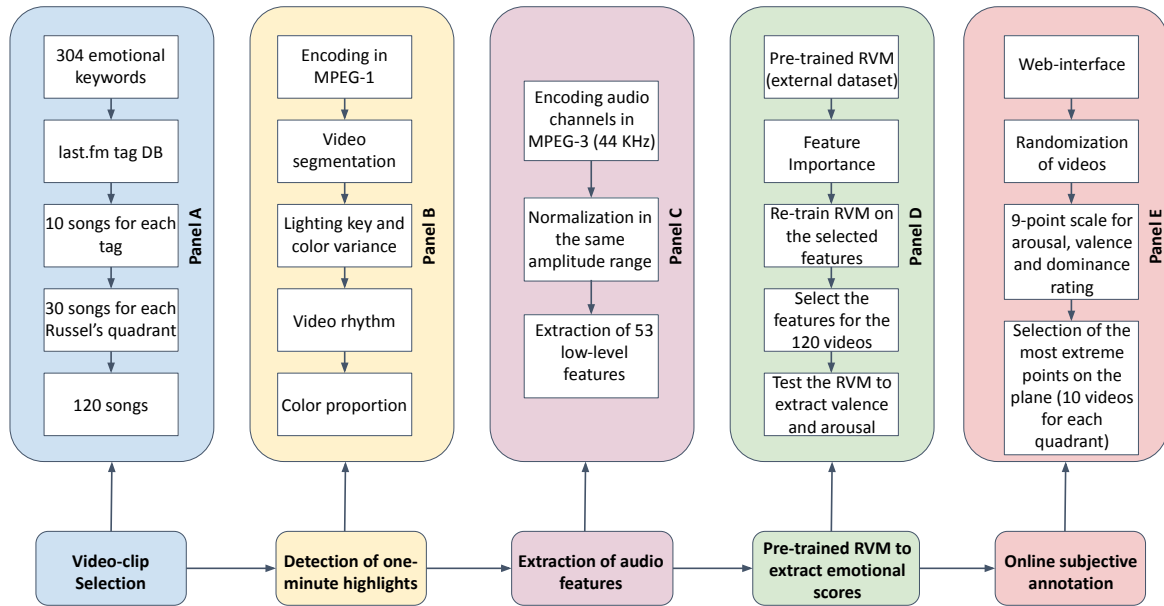 304 emotional
keywords
last.fm tag DB
10 songs for each
tag
30 songs for each
Russel's quadrant
120 songs
Panel A
Encoding in
MPEG-1
Video
segmentation
Lighting key and
color variance
Video rhythm
Color proportion
Panel B
Encoding audio
channels in
MPEG-3 (44 KHz)
Normalization in
the same
amplitude range
Extraction of 53
low-level
features
Panel C
Pre-trained RVM
(external dataset)
Feature
Importance
Re-train RVM on
the selected
features
Select the
features for the
120 videos
Test the RVM to
extract valence
and arousal
Panel D
Web-interface
Randomization
of videos
9-point scale for
arousal, valence
and dominance
rating
Selection of the
most extreme
points on the
plane (10 videos
for each
quadrant)
Panel E
Video-clip
Selection
Detection of one-
minute highlights
Extraction of audio
features
Pre-trained RVM to
extract emotional
scores
Online subjective
annotation